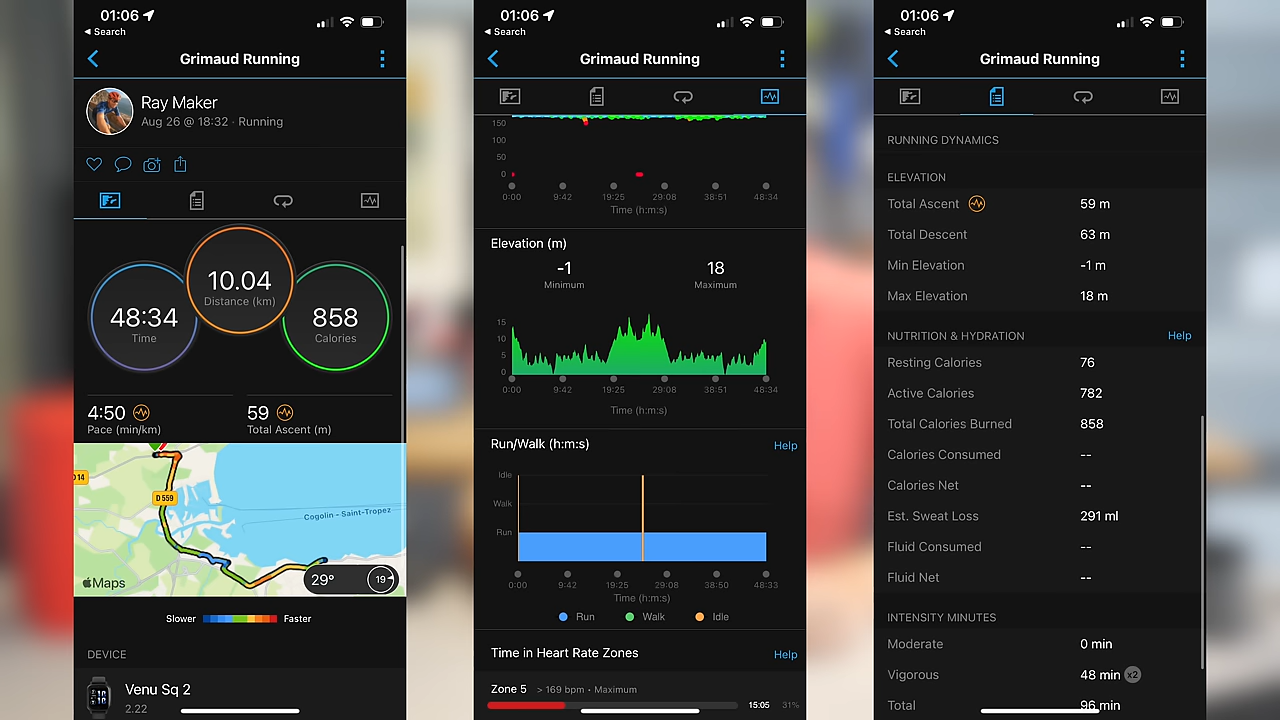 01:06
Search
Grimaud Running
Ray Maker
Aug 26 @ 18:32 · Running
48:34
Time
10.04
Distance (km)
858
Calories
4:50
Pace (min/km)
59
Total Ascent (m)
D 14
D 559
Cogolin - Saint-Tropez
Maps
29°
19
Slower
Faster
DEVICE
Venu Sq 2
2.22
01:06
Search
Grimaud Running
150
100
50
0
0:00 9:42 19:25 29:08 38:51 48:34
Time (h:m:s)
Elevation (m)
-1 18
Minimum Maximum
15
10
5
0
0:00 9:42 19:25 29:08 38:51 48:34
Time (h:m:s)
Run/Walk (h:m:s) Help
Idle
Walk
Run
0:00 9:42 19:25 29:08 38:50 48:33
Time (h:m:s)
Run Walk Idle
Time in Heart Rate Zones Help
Zone 5 > 169 bpm • Maximum
15:05 31%
01:06
Search
Grimaud Running
RUNNING DYNAMICS
ELEVATION
Total Ascent 59 m
Total Descent 63 m
Min Elevation -1 m
Max Elevation 18 m
NUTRITION & HYDRATION Help
Resting Calories 76
Active Calories 782
Total Calories Burned 858
Calories Consumed --
Calories Net --
Est. Sweat Loss 291 ml
Fluid Consumed --
Fluid Net --
INTENSITY MINUTES
Moderate 0 min
Vigorous 48 min x2
Total 96 min